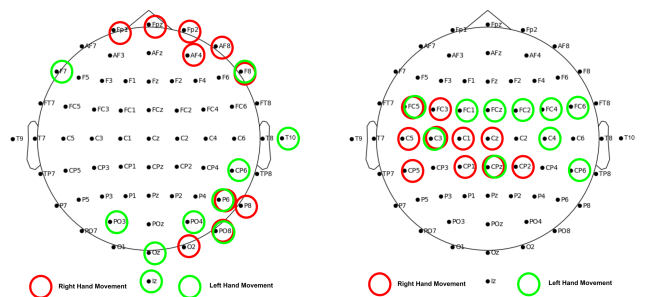 Fp1 Fpz Fp2
AF7 AF8
AF3 AFz AF4
F7 F8
F5 F3 F1 Fz F2 F4 F6
FT7 FT8
FC5 FC3 FC1 FCz FC2 FC4 FC6
T9 T7 C5 C3 C1 Cz C2 C4 C6 T8 T10
CP5 CP3 CP1 CPz CP2 CP4 CP6
TP7 TP8
P5 P3 P1 Pz P2 P4 P6
P7 P8
PO3 POz PO4
PO7 PO8
O1 Oz O2
Iz
Right Hand Movement Left Hand Movement
Fp1 Fpz Fp2
AF7 AF8
AF3 AFz AF4
F7 F8
F5 F3 F1 Fz F2 F4 F6
FT7 FT8
FC5 FC3 FC1 FCz FC2 FC4 FC6
T9 T7 C5 C3 C1 Cz C2 C4 C6 T8 T10
CP5 CP3 CP1 CPz CP2 CP4 CP6
TP7 TP8
P5 P3 P1 Pz P2 P4 P6
P7 P8
PO3 POz PO4
PO7 PO8
O1 Oz O2
Iz
Right Hand Movement Left Hand Movement